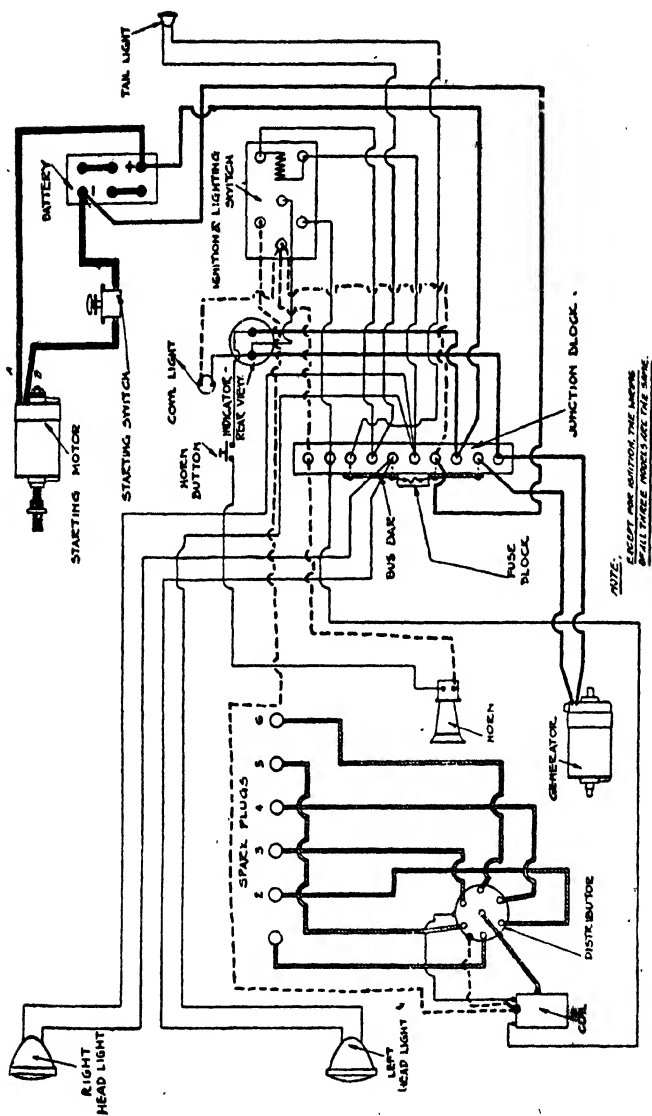 TAIL LIGHT
BATTERY
+
-
IGNITION & LIGHTING
SWITCH
STARTING MOTOR
STARTING SWITCH
COWL LIGHT
INDICATOR-
REAR VIEW.
HORN
BUTTON
JUNCTION BLOCK.
BUS BAR
FUSE
BLOCK
NOTE:
EXCEPT FOR IGNITION, THE WIRING
OF ALL THREE MODELS ARE THE SAME.
HORN
GENERATOR
SPARK PLUGS
2
3
4
5
6
DISTRIBUTOR
COIL
RIGHT
HEAD LIGHT
LEFT
HEAD LIGHT